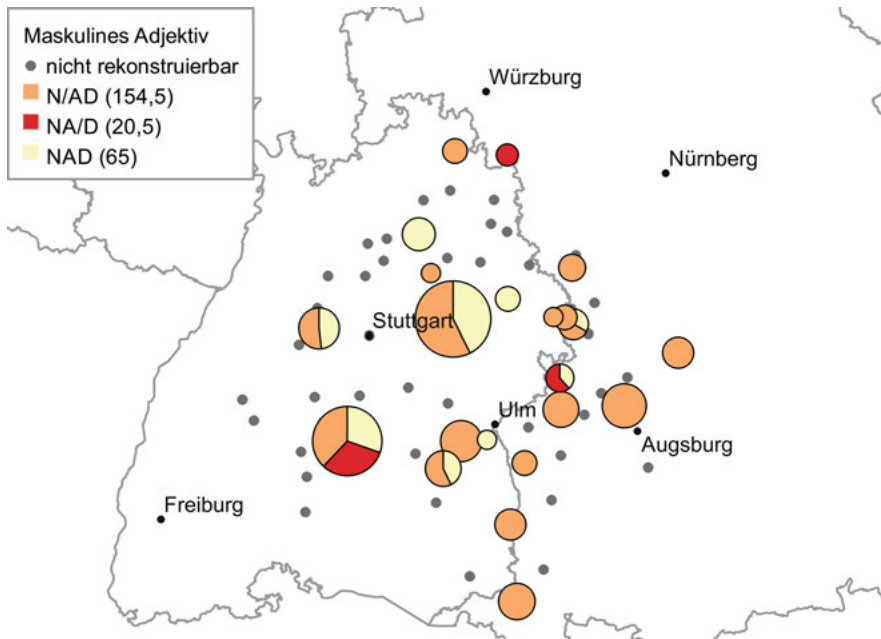 Maskulines Adjektiv
nicht rekonstruierbar
N/AD (154,5)
NA/D (20,5)
NAD (65)
Würzburg
Nürnberg
Stuttgart
Ulm
Augsburg
Freiburg